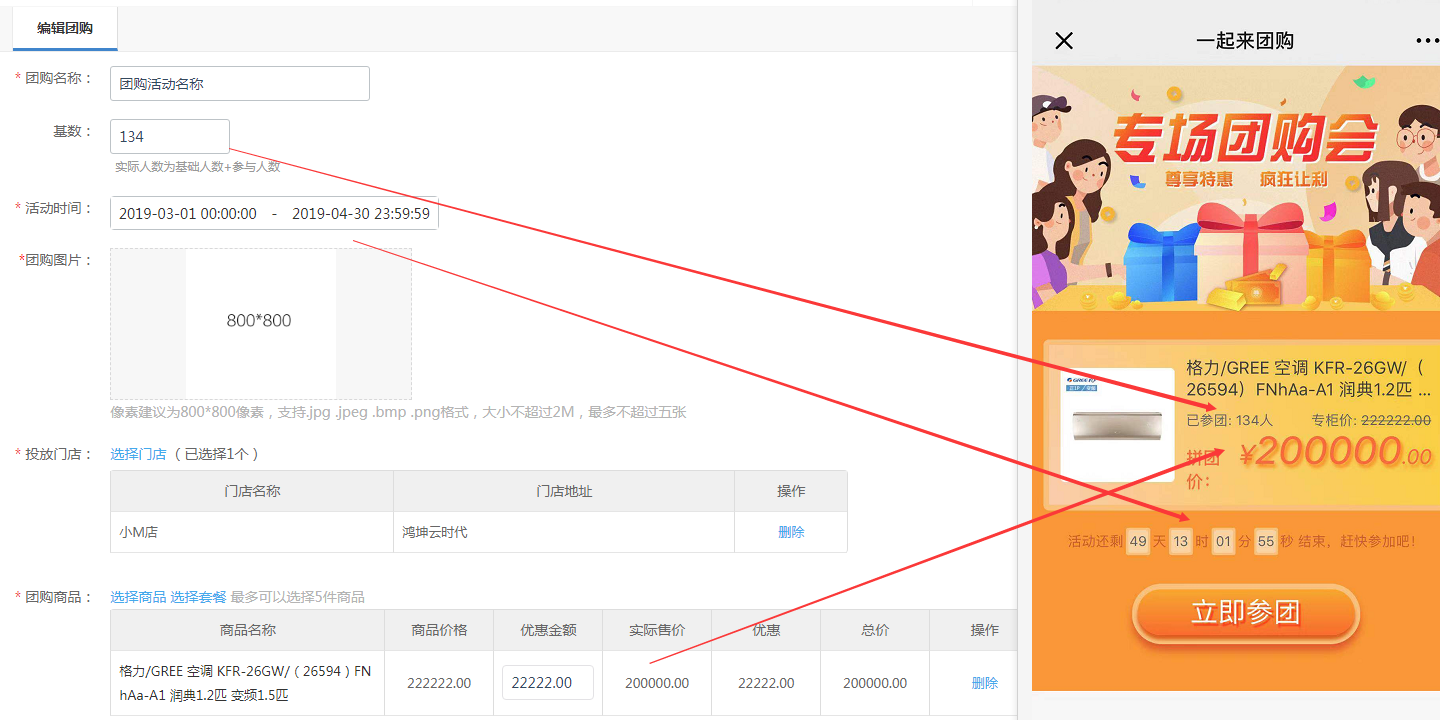 编辑团购
* 团购名称：
团购活动名称
基数：
134
实际人数为基础人数+参与人数
* 活动时间：
2019-03-01 00:00:00 - 2019-04-30 23:59:59
*团购图片：
800*800
像素建议为800*800像素，支持.jpg .jpeg .bmp .png格式，大小不超过2M，最多不超过五张
* 投放门店：
选择门店（已选择1个）
门店名称 门店地址 操作
小M店 鸿坤云时代 删除
* 团购商品：
选择商品 选择套餐 最多可以选择5件商品
商品名称 商品价格 优惠金额 实际售价 优惠 总价 操作
格力/GREE 空调 KFR-26GW/（26594）FN
hAa-A1 润典1.2匹 变频1.5匹
222222.00 22222.00 200000.00 22222.00 200000.00 删除
一起来团购
专场团购会
尊享特惠 疯狂让利
GREE
格力/GREE 空调 KFR-26GW/（
26594）FNhAa-A1 润典1.2匹 ...
已参团: 134人 专柜价: 222222.00
拼团
价：
¥200000.00
活动还剩 49 天 13 时 01 分 55 秒 结束，赶快参加吧！
立即参团